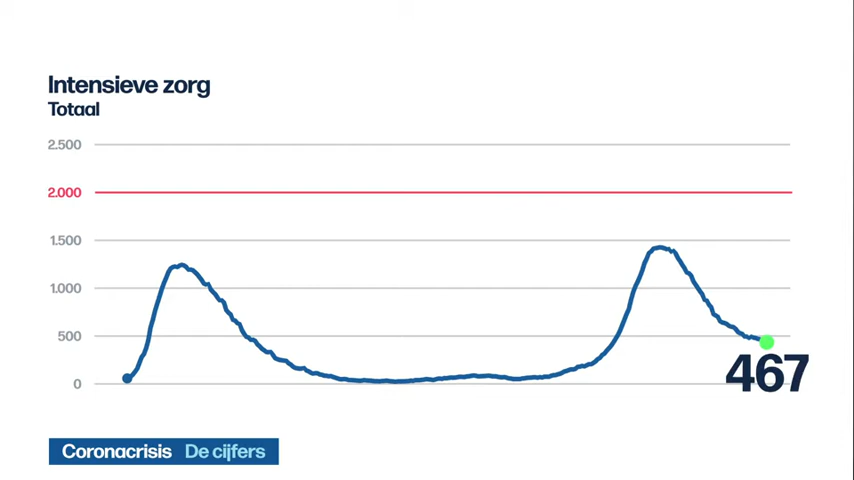 Intensieve zorg
Totaal
2.500
2.000
1.500
1.000
500
0
467
Coronacrisis De cijfers